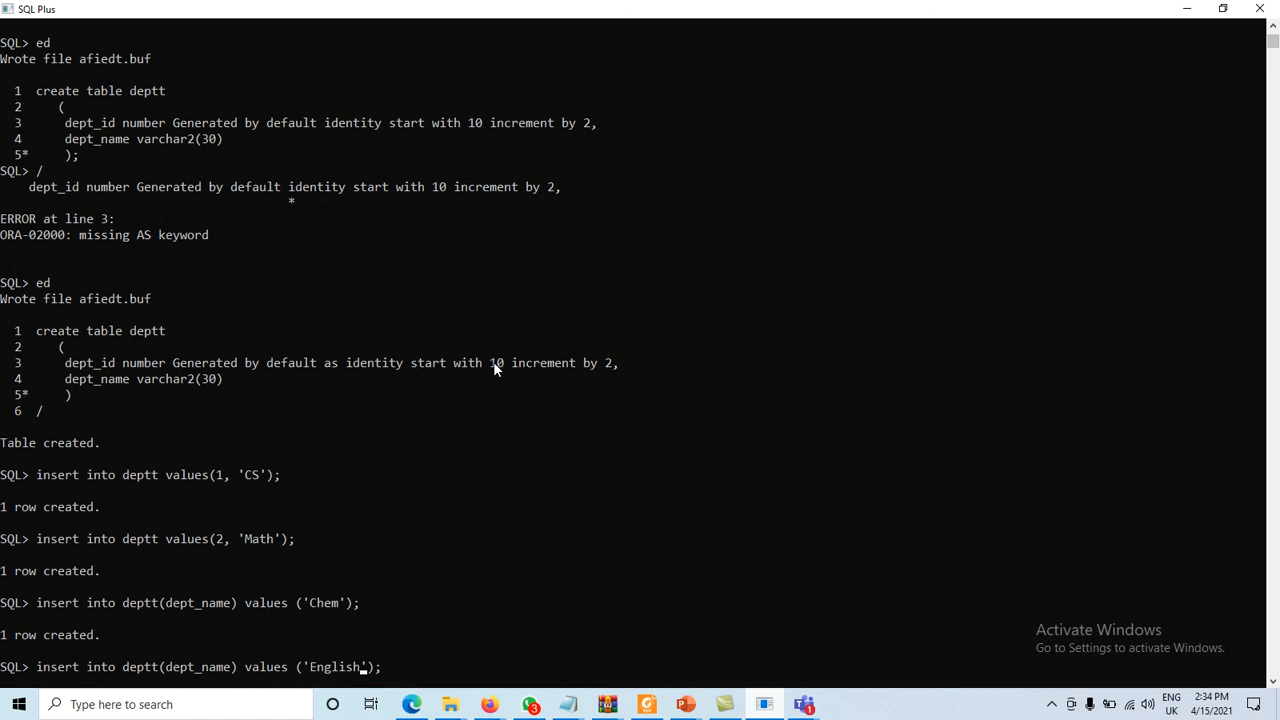 SQL Plus
SQL> ed
Wrote file afiedt.buf
1 create table deptt
2 (
3 dept_id number Generated by default identity start with 10 increment by 2,
4 dept_name varchar2(30)
5* );
SQL> /
dept_id number Generated by default identity start with 10 increment by 2,
*
ERROR at line 3:
ORA-02000: missing AS keyword
SQL> ed
Wrote file afiedt.buf
1 create table deptt
2 (
3 dept_id number Generated by default as identity start with 10 increment by 2,
4 dept_name varchar2(30)
5* )
6 /
Table created.
SQL> insert into deptt values(1, 'CS');
1 row created.
SQL> insert into deptt values(2, 'Math');
1 row created.
SQL> insert into deptt(dept_name) values ('Chem');
1 row created.
SQL> insert into deptt(dept_name) values ('English');
Activate Windows
Go to Settings to activate Windows.
Type here to search
3
1
ENG
UK
2:34 PM
4/15/2021